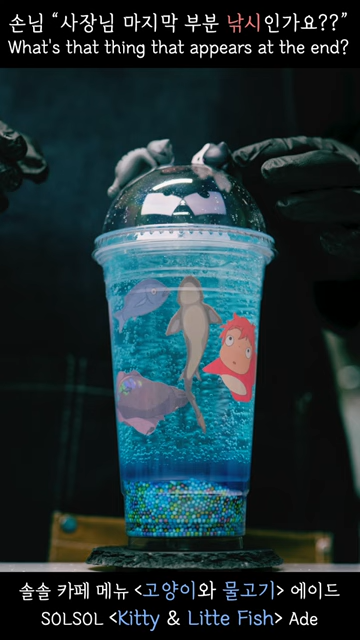 손님 “사장님 마지막 부분 낚시인가요??”
What's that thing that appears at the end?
솔솔 카페 메뉴 <고양이와 물고기> 에이드
SOLSOL <Kitty & Litte Fish> Ade